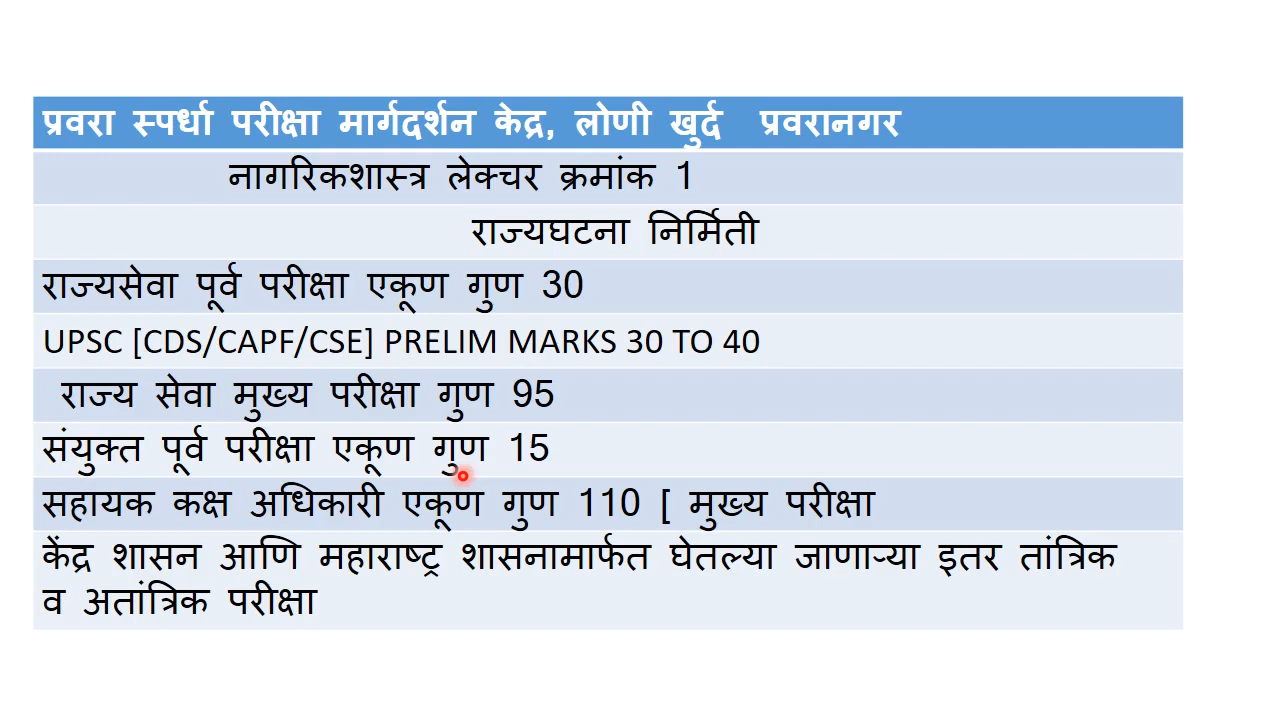 प्रवरा स्पर्धा परीक्षा मार्गदर्शन केद्र, लोणी खुर्द प्रवरानगर
नागरिकशास्त्र लेक्चर क्रमांक 1
राज्यघटना निर्मिती
राज्यसेवा पूर्व परीक्षा एकूण गुण 30
UPSC [CDS/CAPF/CSE] PRELIM MARKS 30 TO 40
राज्य सेवा मुख्य परीक्षा गुण 95
संयुक्त पूर्व परीक्षा एकूण गुण 15
सहायक कक्ष अधिकारी एकूण गुण 110 [ मुख्य परीक्षा
केंद्र शासन आणि महाराष्ट्र शासनामार्फत घेतल्या जाणाऱ्या इतर तांत्रिक
व अतांत्रिक परीक्षा